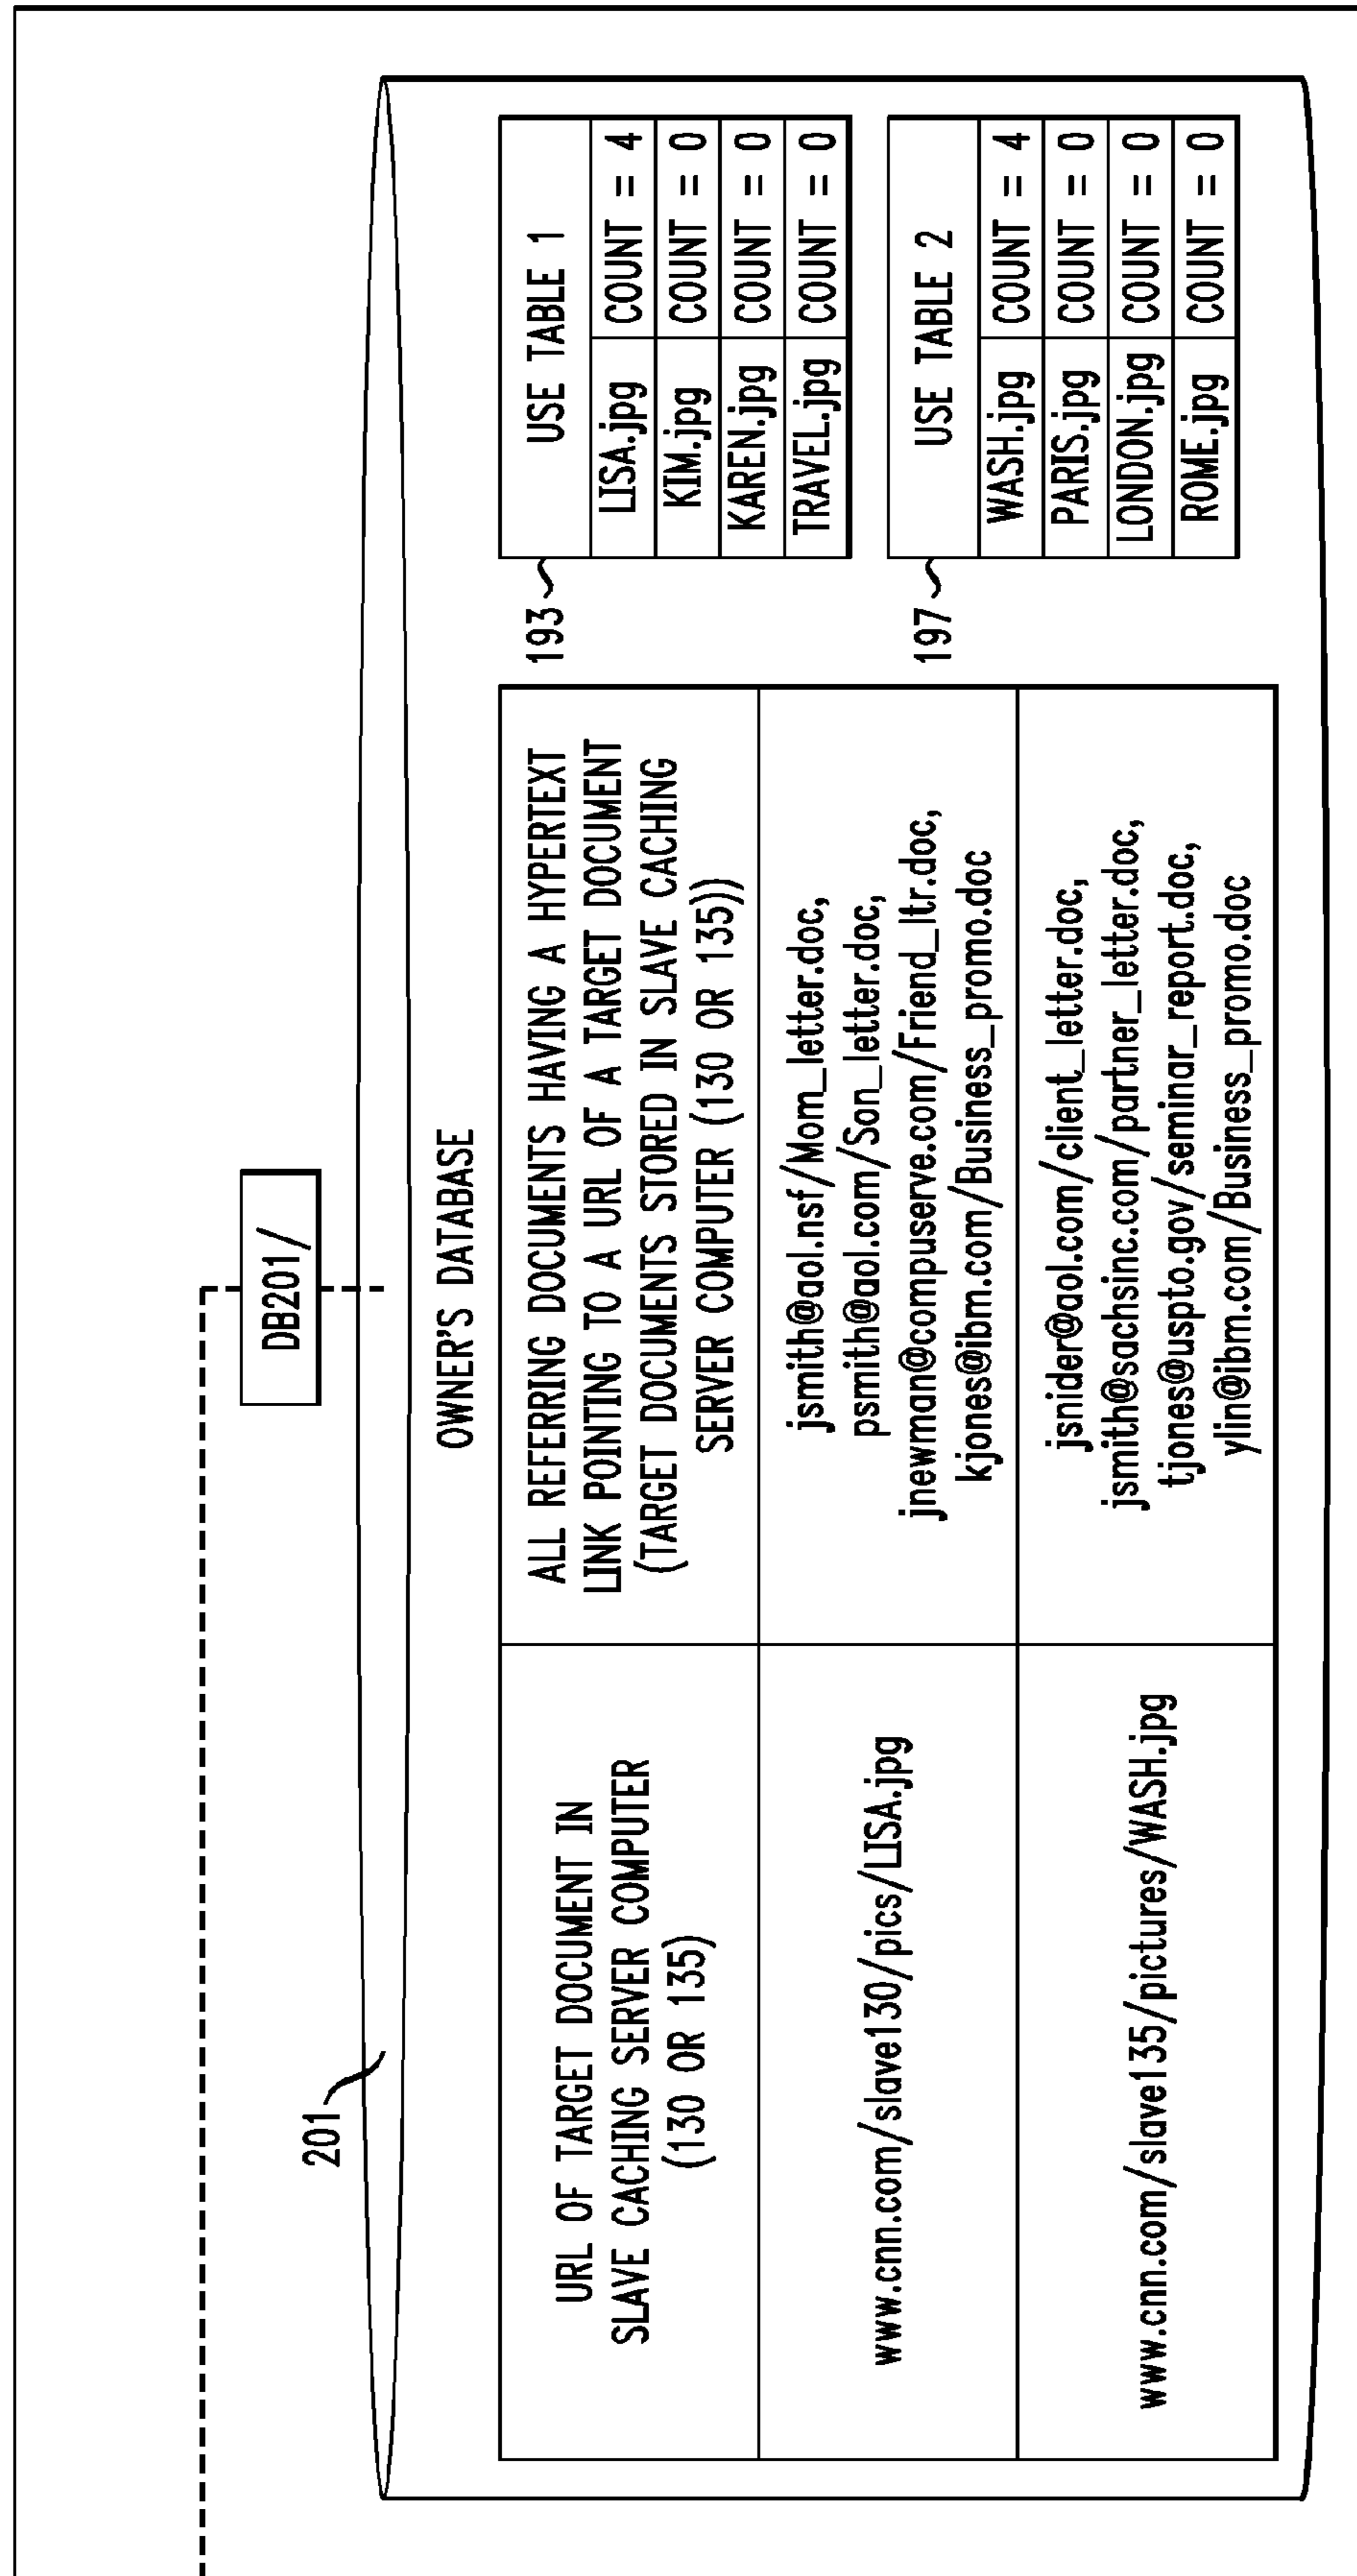 DB201/
201
OWNER'S DATABASE
URL OF TARGET DOCUMENT IN
SLAVE CACHING SERVER COMPUTER
(130 OR 135)
ALL REFERRING DOCUMENTS HAVING A HYPERTEXT
LINK POINTING TO A URL OF A TARGET DOCUMENT
(TARGET DOCUMENTS STORED IN SLAVE CACHING
SERVER COMPUTER (130 OR 135))
www.cnn.com/slave130/pics/LISA.jpg
jsmith@aol.nsf/Mom_letter.doc,
psmith@aol.com/Son_letter.doc,
jnewman@compuserve.com/Friend_ltr.doc,
kjones@ibm.com/Business_promo.doc
www.cnn.com/slave135/pictures/WASH.jpg
jsnider@aol.com/client_letter.doc,
jsmith@sachsinc.com/partner_letter.doc,
tjones@uspto.gov/seminar_report.doc,
ylin@ibm.com/Business_promo.doc
193
USE TABLE 1
LISA.jpg COUNT = 4
KIM.jpg COUNT = 0
KAREN.jpg COUNT = 0
TRAVEL.jpg COUNT = 0
197
USE TABLE 2
WASH.jpg COUNT = 4
PARIS.jpg COUNT = 0
LONDON.jpg COUNT = 0
ROME.jpg COUNT = 0